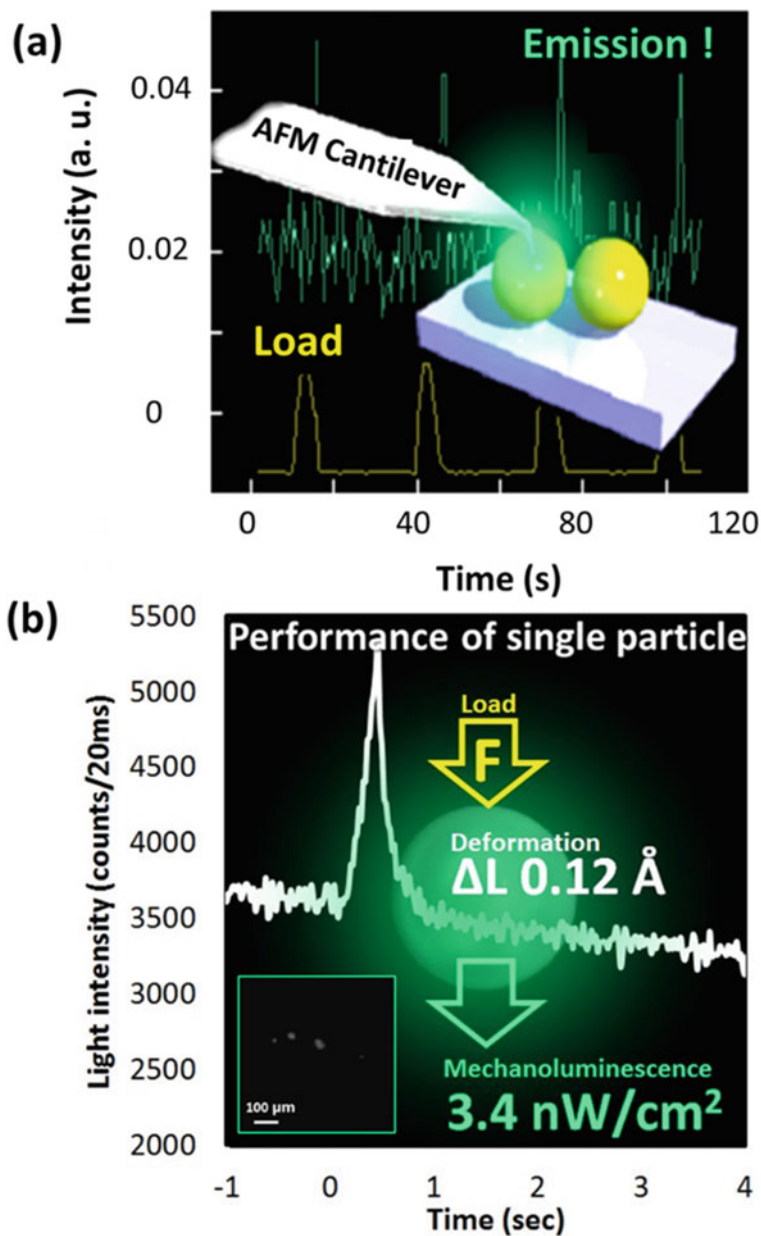 (a)
Emission !
AFM Cantilever
Load
Intensity (a. u.)
0.04
0.02
0
0
40
80
120
Time (s)
(b)
Performance of single particle
Load
F
Deformation
ΔL 0.12 Å
Mechanoluminescence
3.4 nW/cm²
100 μm
Light intensity (counts/20ms)
5500
5000
4500
4000
3500
3000
2500
2000
-1
0
1
2
3
4
Time (sec)